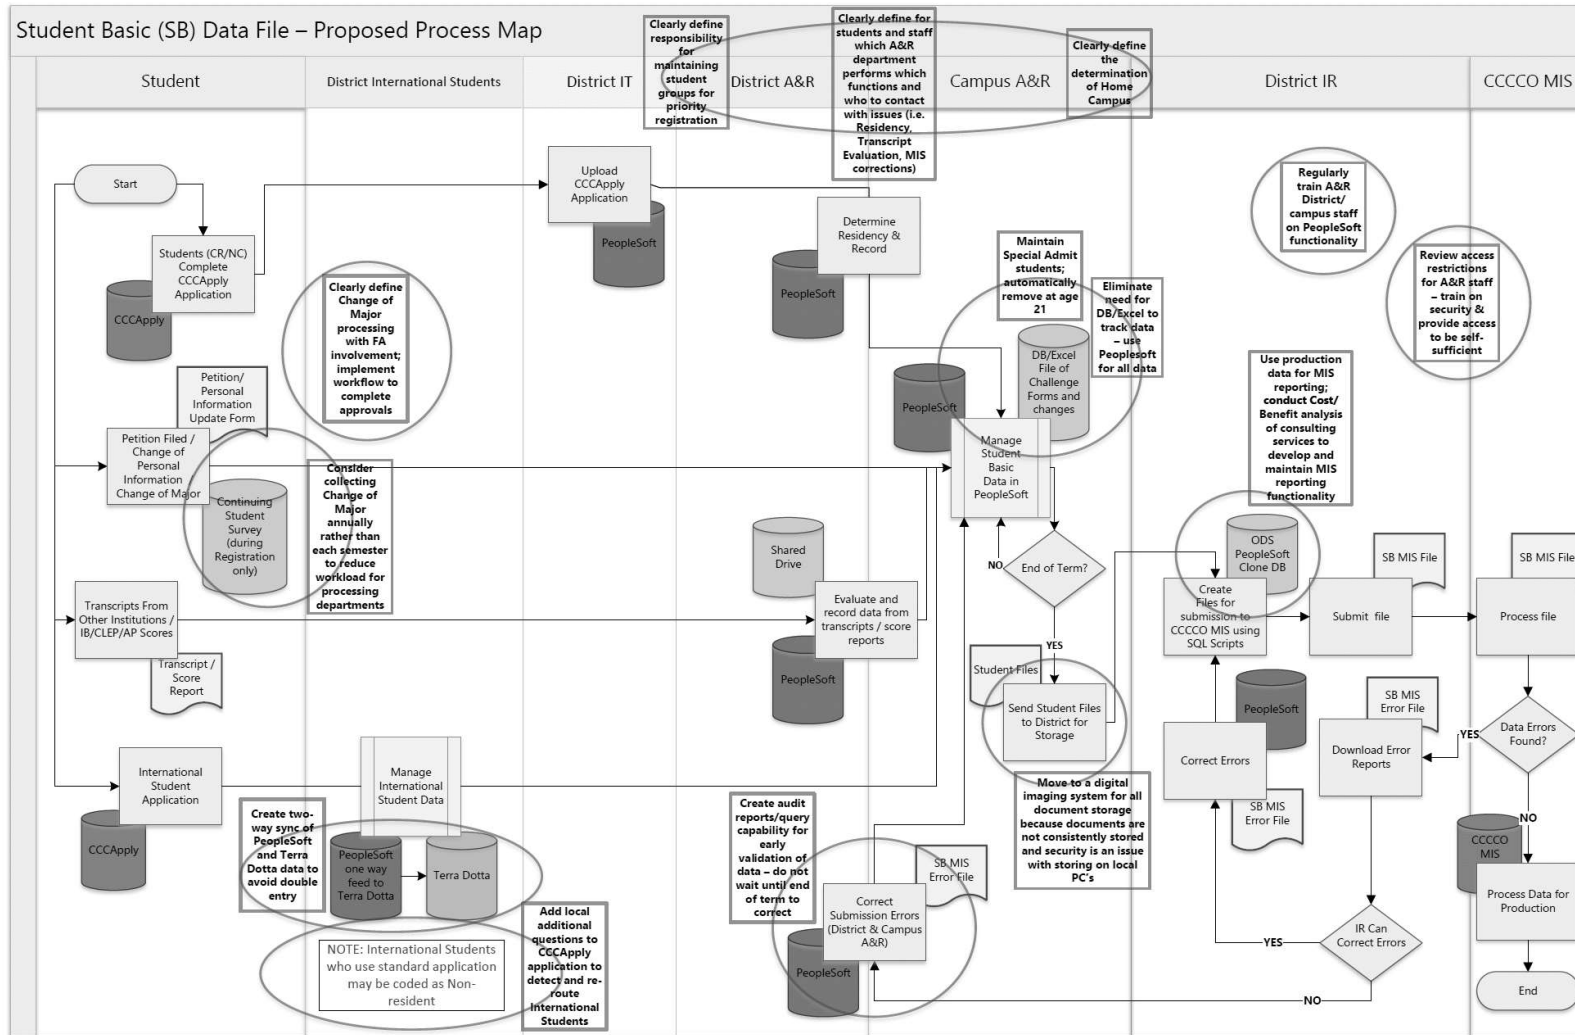 Student Basic (SB) Data File – Proposed Process Map
Student
District International Students
District IT
District A&R
Campus A&R
District IR
CCCCO MIS
Clearly define
responsibility
for
maintaining
student
groups for
priority
registration
Clearly define for
students and staff
which A&R
department
performs which
functions and
who to contact
with issues (i.e.
Residency,
Transcript
Evaluation, MIS
corrections)
Clearly define
the
determination
of Home
Campus
Start
Students (CR/NC)
Complete
CCCApply
Application
CCCApply
Upload
CCCApply
Application
PeopleSoft
Determine
Residency &
Record
PeopleSoft
Regularly
train A&R
District/
campus staff
on PeopleSoft
functionality
Review access
restrictions
for A&R staff
– train on
security &
provide access
to be self-
sufficient
Clearly define
Change of
Major
processing
with FA
involvement;
implement
workflow to
complete
approvals
Maintain
Special Admit
students;
automatically
remove at age
21
Eliminate
need for
DB/Excel to
track data
– use
Peoplesoft
for all data
DB/Excel
File of
Challenge
Forms and
changes
PeopleSoft
Manage
Student
Basic
Data in
PeopleSoft
Use production
data for MIS
reporting;
conduct Cost/
Benefit analysis
of consulting
services to
develop and
maintain MIS
reporting
functionality
Petition/
Personal
Information
Update Form
Petition Filed /
Change of
Personal
Information /
Change of Major
Continuing
Student
Survey
(during
Registration
only)
Consider
collecting
Change of
Major
annually
rather than
each semester
to reduce
workload for
processing
departments
Shared
Drive
Evaluate and
record data from
transcripts / score
reports
PeopleSoft
NO
End of Term?
YES
Student Files
Send Student Files
to District for
Storage
ODS
PeopleSoft
Clone DB
Create
Files for
submission to
CCCCO MIS using
SQL Scripts
SB MIS File
Submit file
SB MIS File
Process file
Transcripts From
Other Institutions /
IB/CLEP/AP Scores
Transcript /
Score
Report
PeopleSoft
Correct Errors
SB MIS
Error File
SB MIS
Error File
Download Error
Reports
YES
Data Errors
Found?
NO
International
Student
Application
CCCApply
Manage
International
Student Data
Create two-
way sync of
PeopleSoft
and Terra
Dotta data to
avoid double
entry
PeopleSoft
one way
feed to
Terra Dotta
Terra Dotta
NOTE: International Students
who use standard application
may be coded as Non-
resident
Add local
additional
questions to
CCCApply
application to
detect and re-
route
International
Students
Create audit
reports/query
capability for
early
validation of
data – do not
wait until end
of term to
correct
SB MIS
Error File
Correct
Submission Errors
(District & Campus
A&R)
PeopleSoft
Move to a digital
imaging system for all
document storage
because documents are
not consistently stored
and security is an issue
with storing on local
PC's
YES
IR Can
Correct Errors
NO
CCCCO
MIS
Process Data for
Production
End